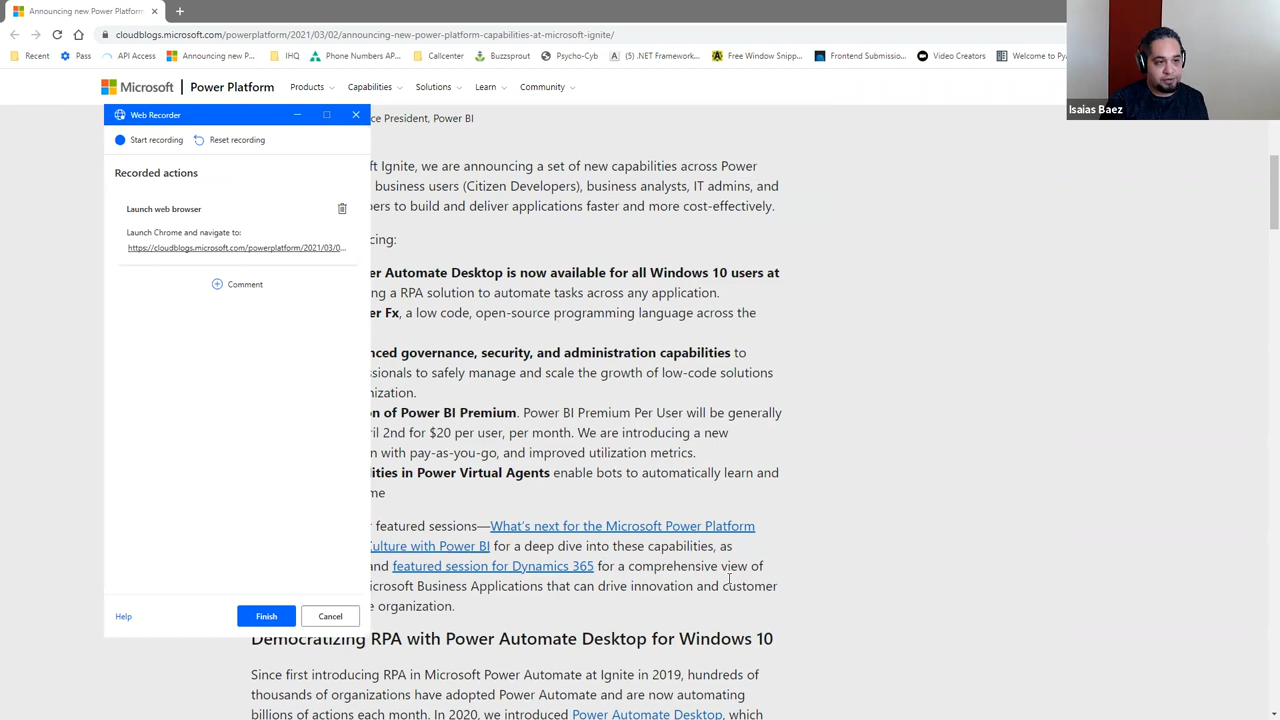 Announcing new Power Platform
cloudblogs.microsoft.com/powerplatform/2021/03/02/announcing-new-power-platform-capabilities-at-microsoft-ignite/
Recent Pass API Access Announcing new P... IHQ Phone Numbers AP... Callcenter Buzzsprout Psycho-Cyb (5) .NET Framework... Free Window Snipp... Frontend Submissio... Video Creators Welcome to Py
Isaias Baez
Microsoft Power Platform Products Capabilities Solutions Learn Community
Web Recorder
Start recording Reset recording
Recorded actions
Launch web browser
Launch Chrome and navigate to:
https://cloudblogs.microsoft.com/powerplatform/2021/03/0...
Comment
Help Finish Cancel
ice President, Power BI
ft Ignite, we are announcing a set of new capabilities across Power
business users (Citizen Developers), business analysts, IT admins, and
pers to build and deliver applications faster and more cost-effectively.
cing:
er Automate Desktop is now available for all Windows 10 users at
ing a RPA solution to automate tasks across any application.
er Fx, a low code, open-source programming language across the
nced governance, security, and administration capabilities to
ssionals to safely manage and scale the growth of low-code solutions
nization.
on of Power BI Premium. Power BI Premium Per User will be generally
ril 2nd for $20 per user, per month. We are introducing a new
n with pay-as-you-go, and improved utilization metrics.
lities in Power Virtual Agents enable bots to automatically learn and
me
r featured sessions—What's next for the Microsoft Power Platform
Culture with Power BI for a deep dive into these capabilities, as
and featured session for Dynamics 365 for a comprehensive view of
icrosoft Business Applications that can drive innovation and customer
e organization.
Democratizing RPA with Power Automate Desktop for Windows 10
Since first introducing RPA in Microsoft Power Automate at Ignite in 2019, hundreds of
thousands of organizations have adopted Power Automate and are now automating
billions of actions each month. In 2020, we introduced Power Automate Desktop, which